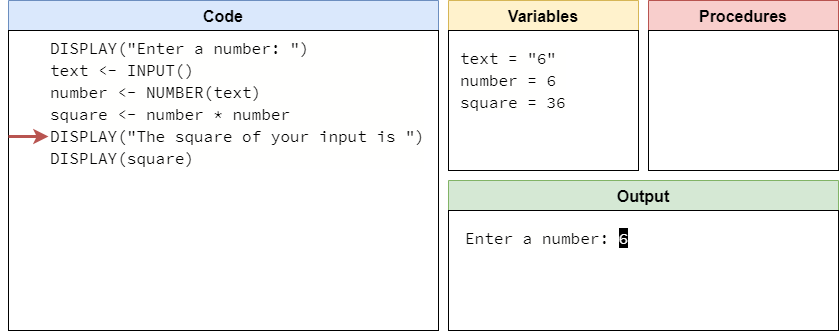 Code
DISPLAY("Enter a number: ")
text <- INPUT()
number <- NUMBER(text)
square <- number * number
DISPLAY("The square of your input is ")
DISPLAY(square)
Variables
text = "6"
number = 6
square = 36
Procedures
Output
Enter a number: 6